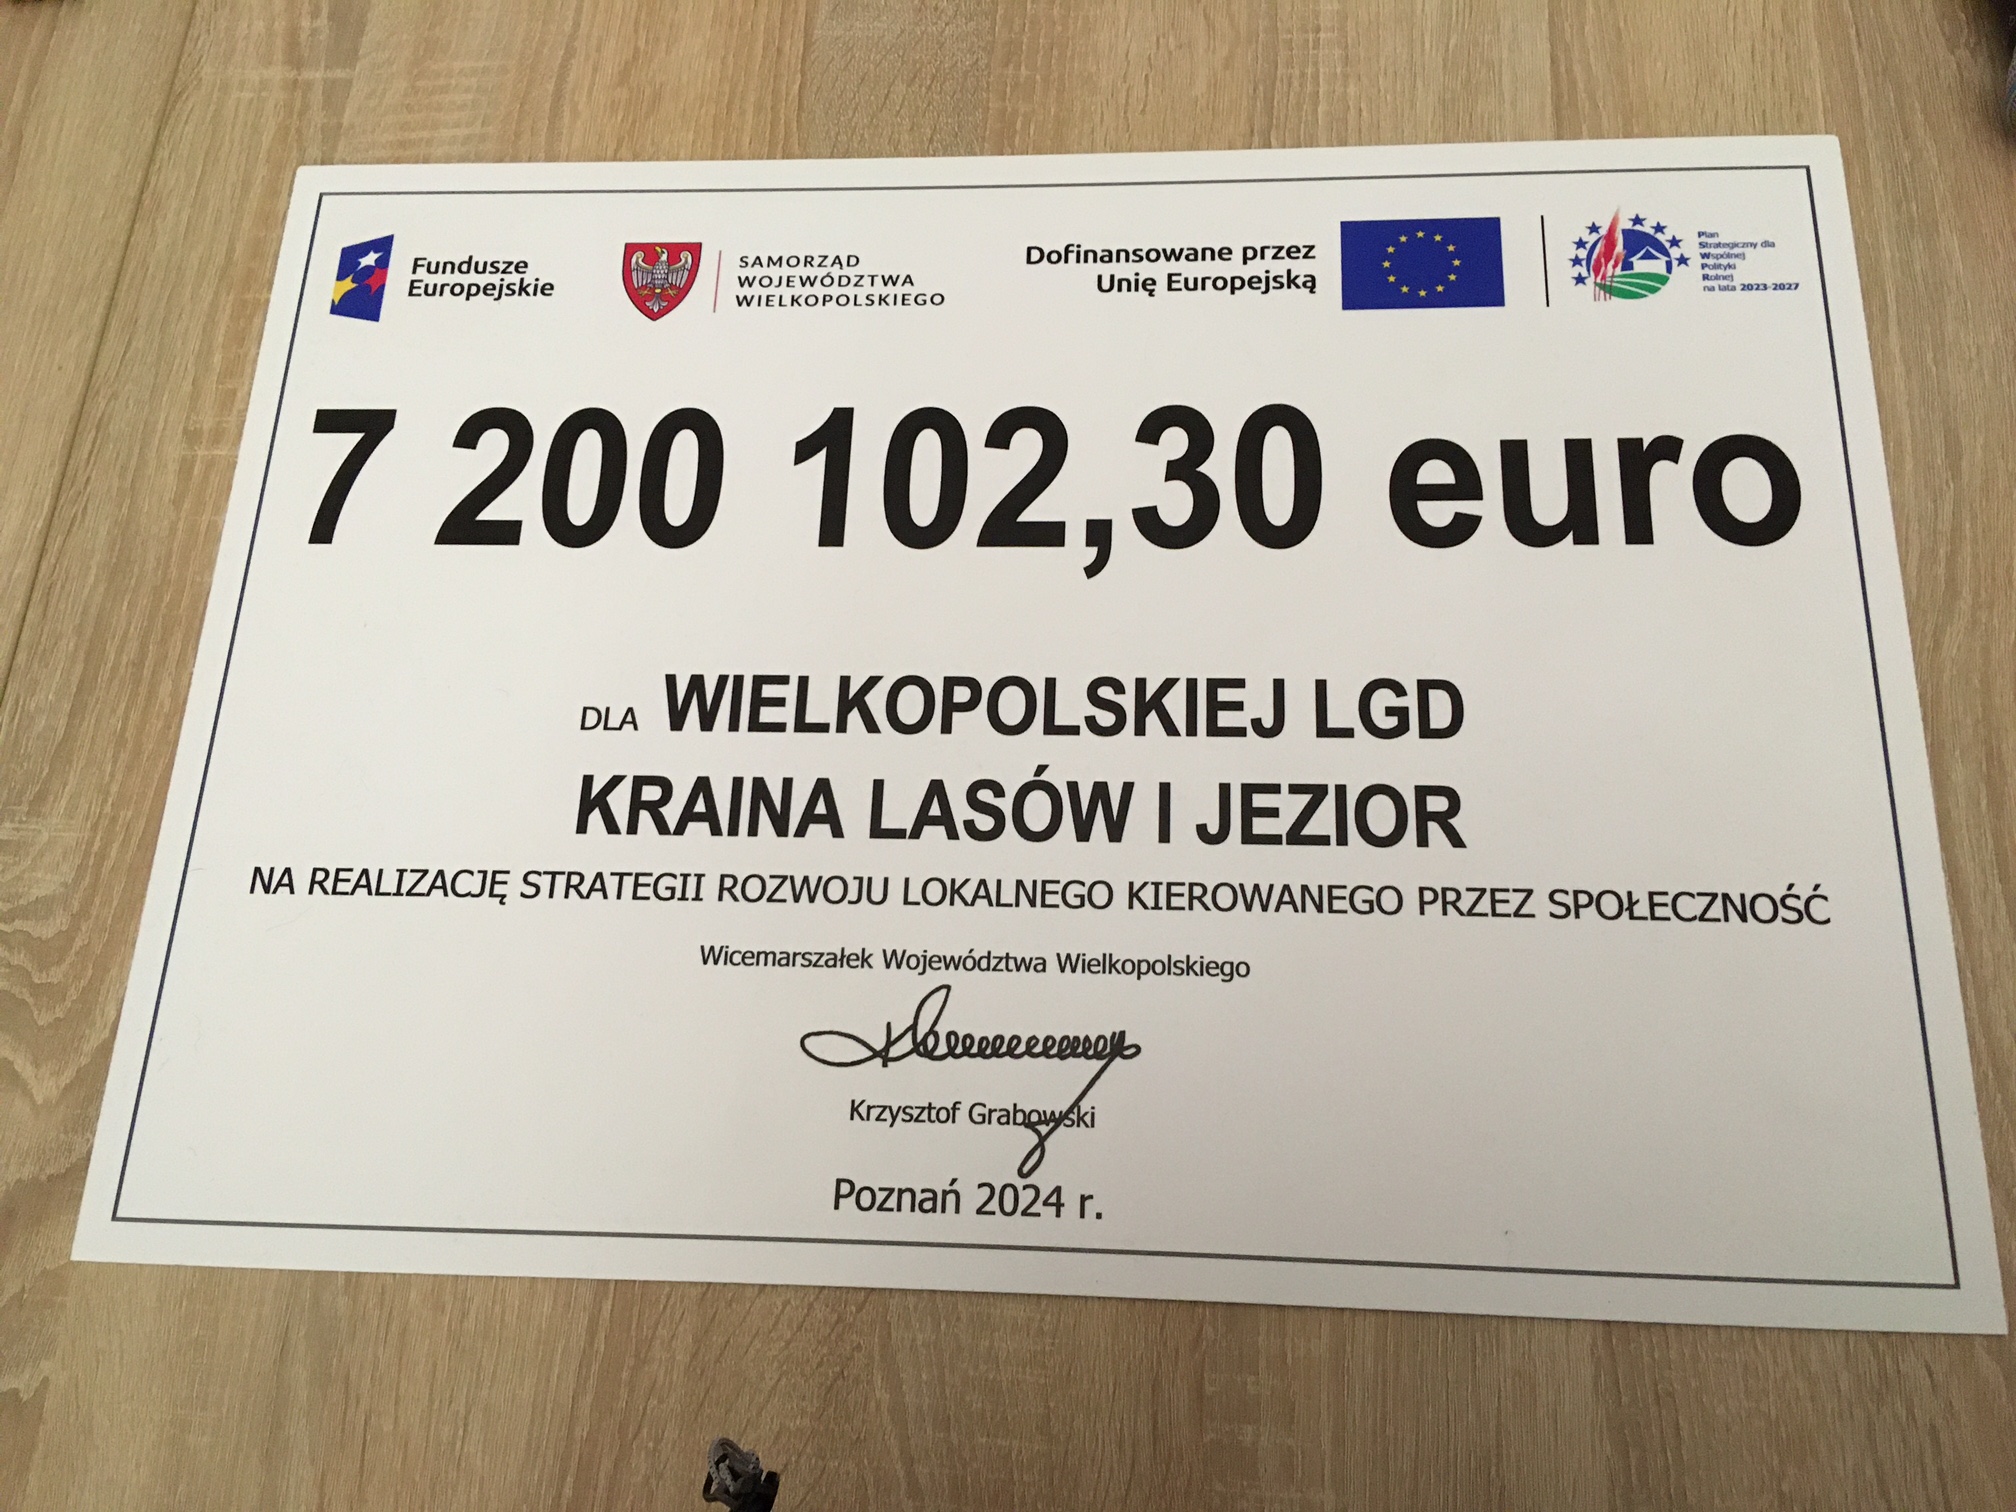 Fundusze
Europejskie
SAMORZĄD
WOJEWÓDZTWA
WIELKOPOLSKIEGO
Dofinansowane przez
Unię Europejską
Plan
Strategiczny dla
Wspólnej
Polityki
Rolnej
na lata 2023-2027
7 200 102,30 euro
DLA WIELKOPOLSKIEJ LGD
KRAINA LASÓW I JEZIOR
NA REALIZACJĘ STRATEGII ROZWOJU LOKALNEGO KIEROWANEGO PRZEZ SPOŁECZNOŚĆ
Wicemarszałek Województwa Wielkopolskiego
Krzysztof Grabowski
Poznań 2024 r.